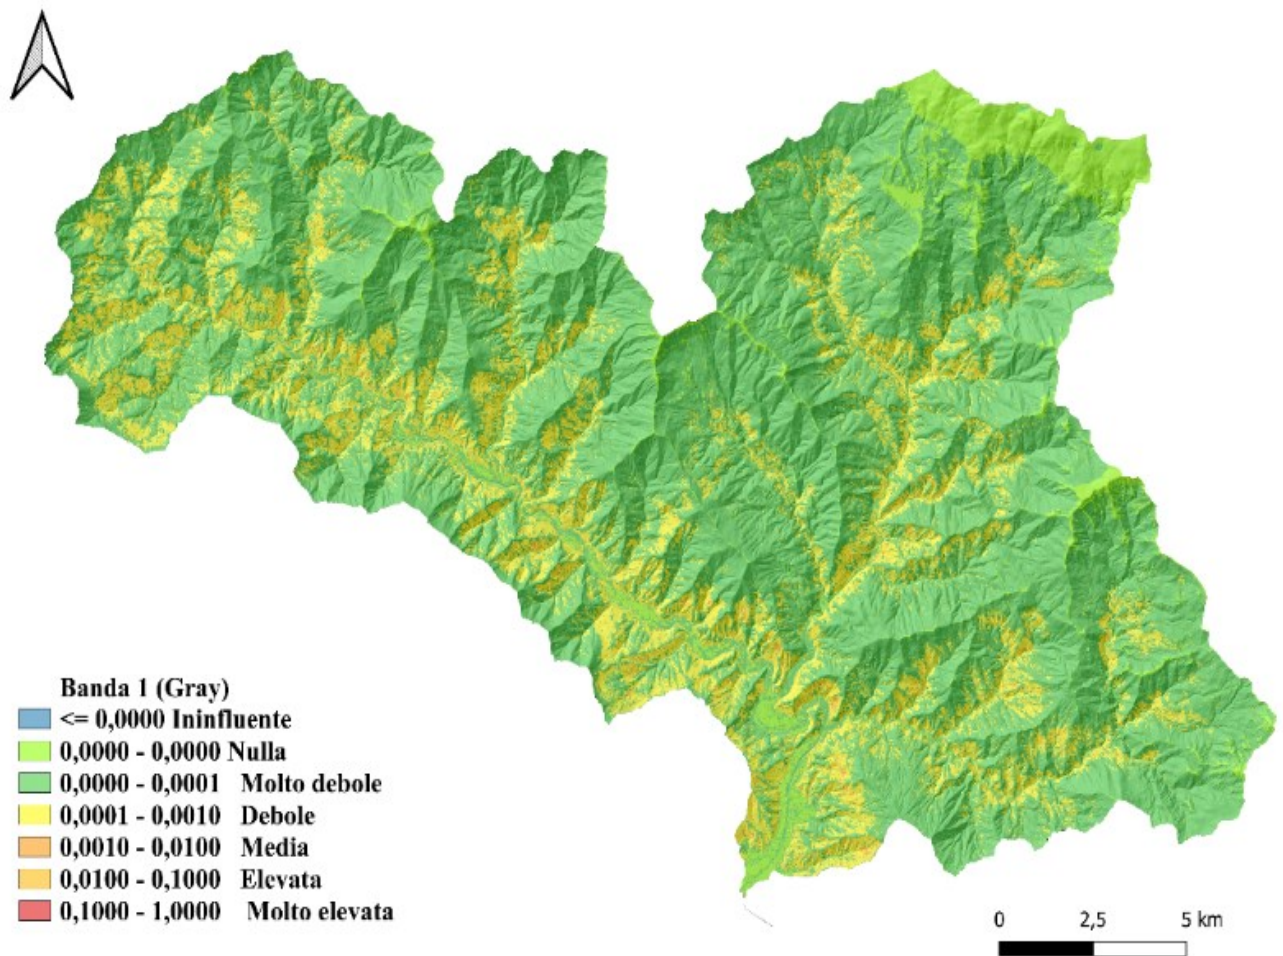 Banda 1 (Gray)
<= 0,0000 Ininfluente
0,0000 - 0,0000 Nulla
0,0000 - 0,0001 Molto debole
0,0001 - 0,0010 Debole
0,0010 - 0,0100 Media
0,0100 - 0,1000 Elevata
0,1000 - 1,0000 Molto elevata
0 2,5 5 km